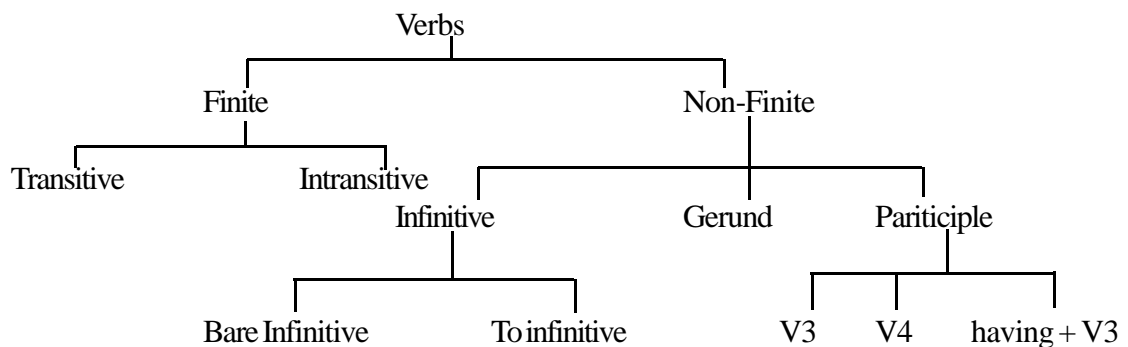 Verbs
Finite Non-Finite
Transitive Intransitive
Infinitive Gerund Pariticiple
Bare Infinitive To infinitive V3 V4 having + V3